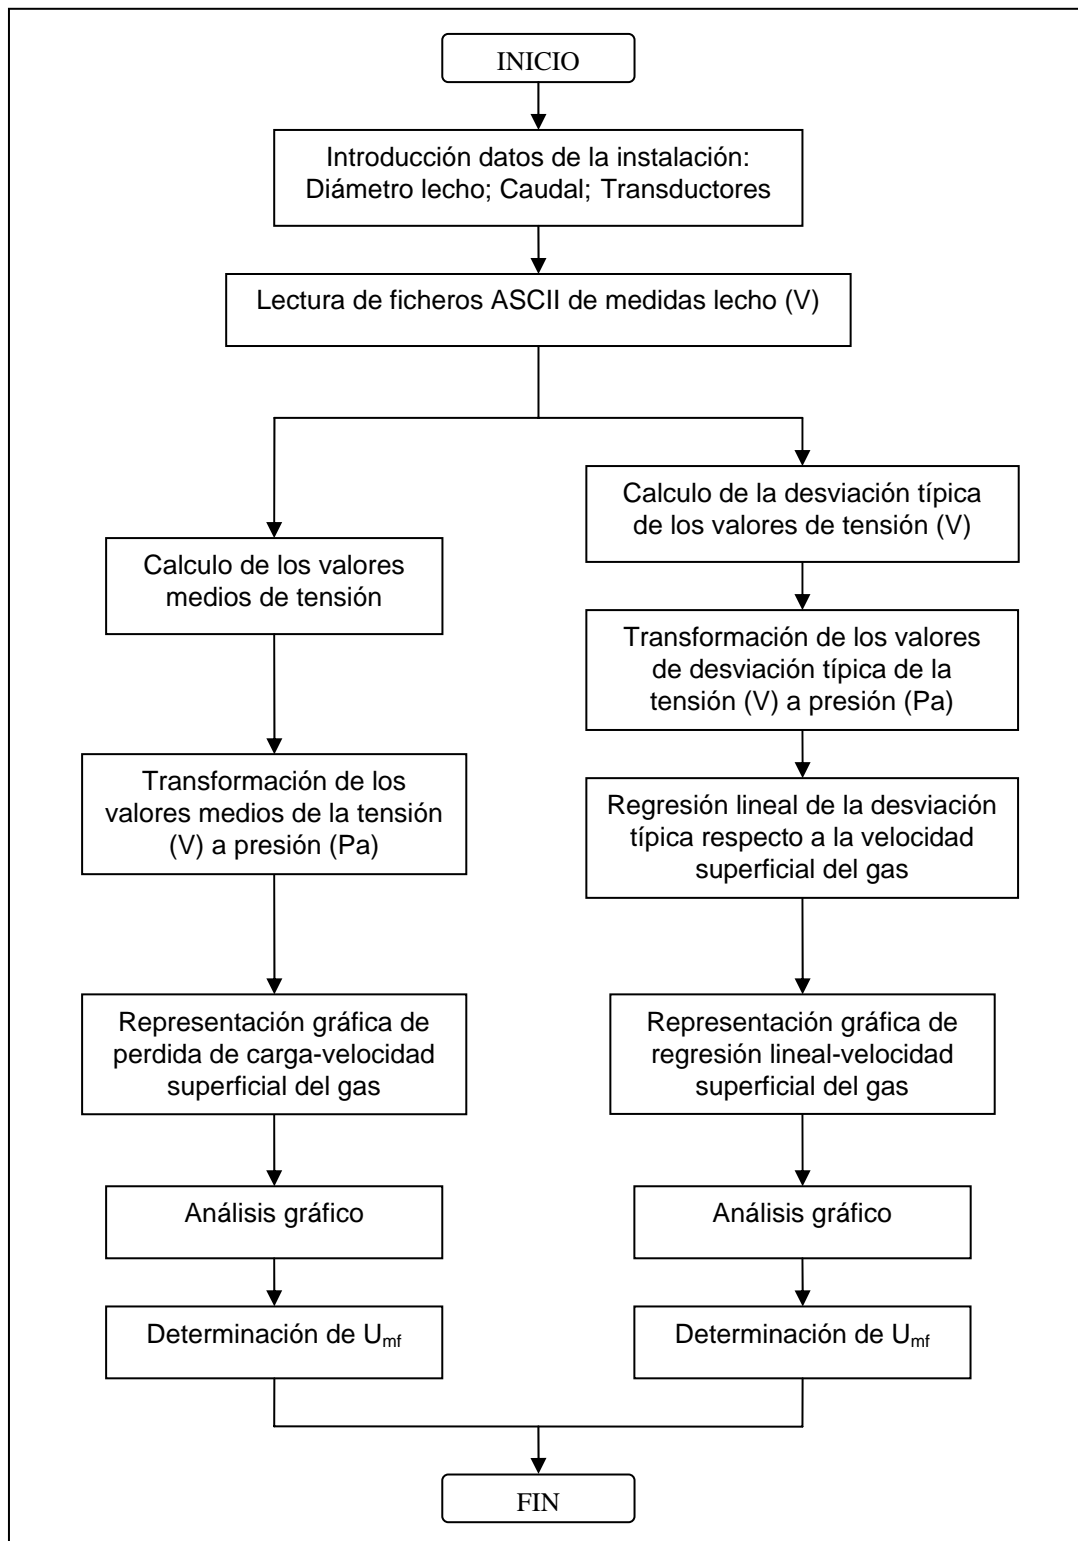 INICIO
Introducción datos de la instalación:
Diámetro lecho; Caudal; Transductores
Lectura de ficheros ASCII de medidas lecho (V)
Calculo de los valores
medios de tensión
Transformación de los
valores medios de la tensión
(V) a presión (Pa)
Representación gráfica de
perdida de carga-velocidad
superficial del gas
Análisis gráfico
Determinación de Umf
Calculo de la desviación típica
de los valores de tensión (V)
Transformación de los valores
de desviación típica de la
tensión (V) a presión (Pa)
Regresión lineal de la desviación
típica respecto a la velocidad
superficial del gas
Representación gráfica de
regresión lineal-velocidad
superficial del gas
Análisis gráfico
Determinación de Umf
FIN